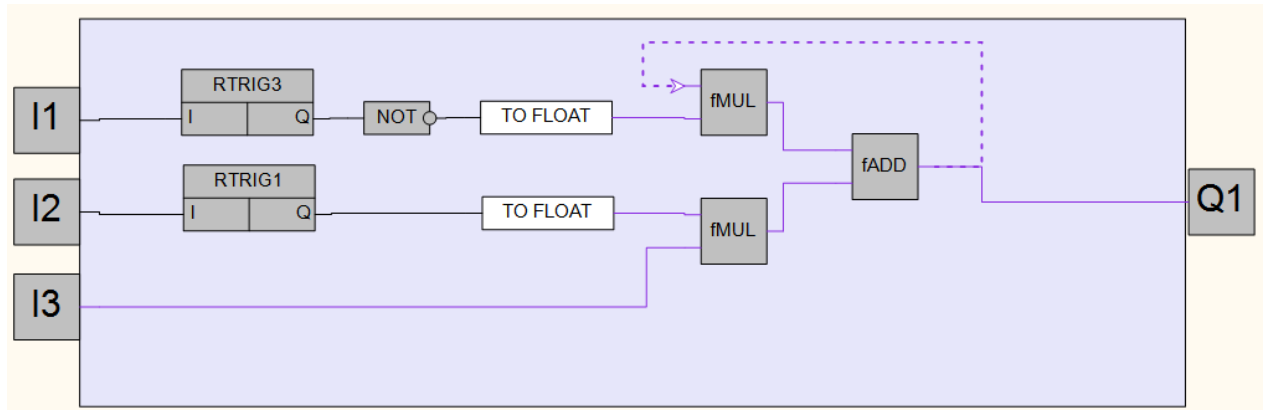 RTRIG3
I1
I
Q
NOT
TO FLOAT
fMUL
RTRIG1
fADD
I2
I
Q
TO FLOAT
fMUL
Q1
I3